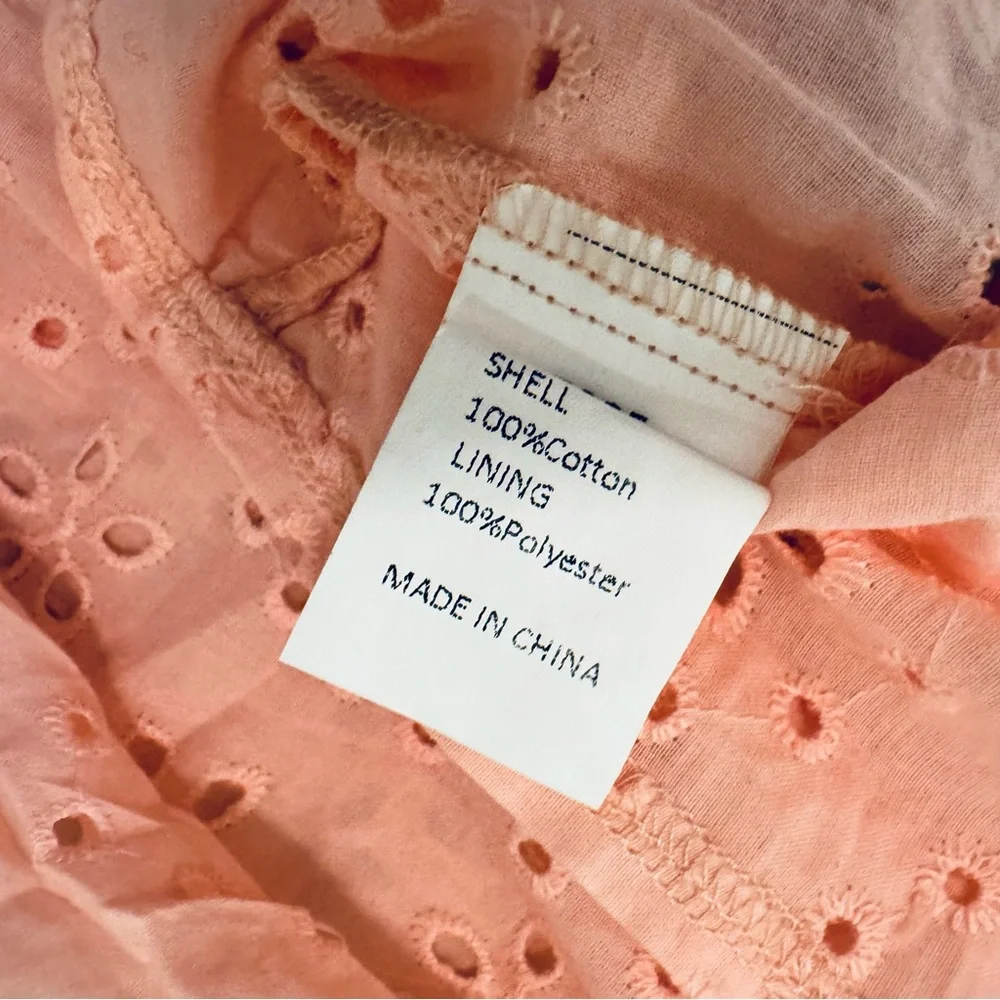 SHELL
100%Cotton
LINING
100%Polyester
MADE IN CHINA